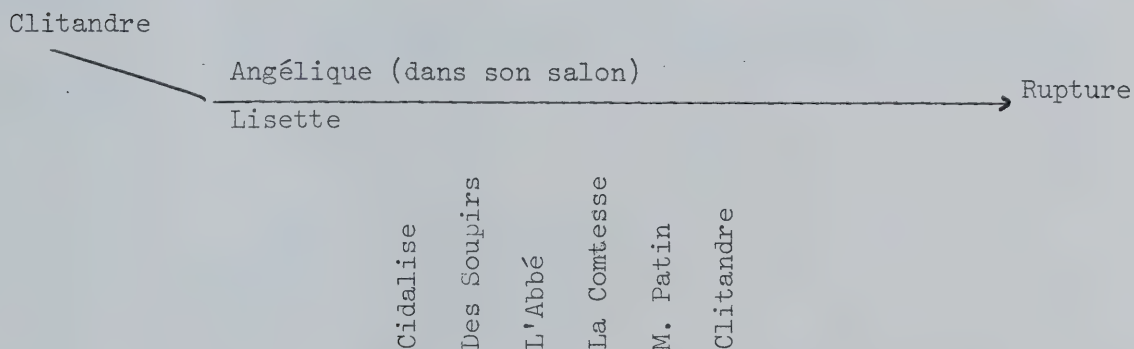 Clitandre
Angélique (dans son salon)
Rupture
Lisette
Cidalise
Des Soupirs
L'Abbé
La Comtesse
M. Patin
Clitandre